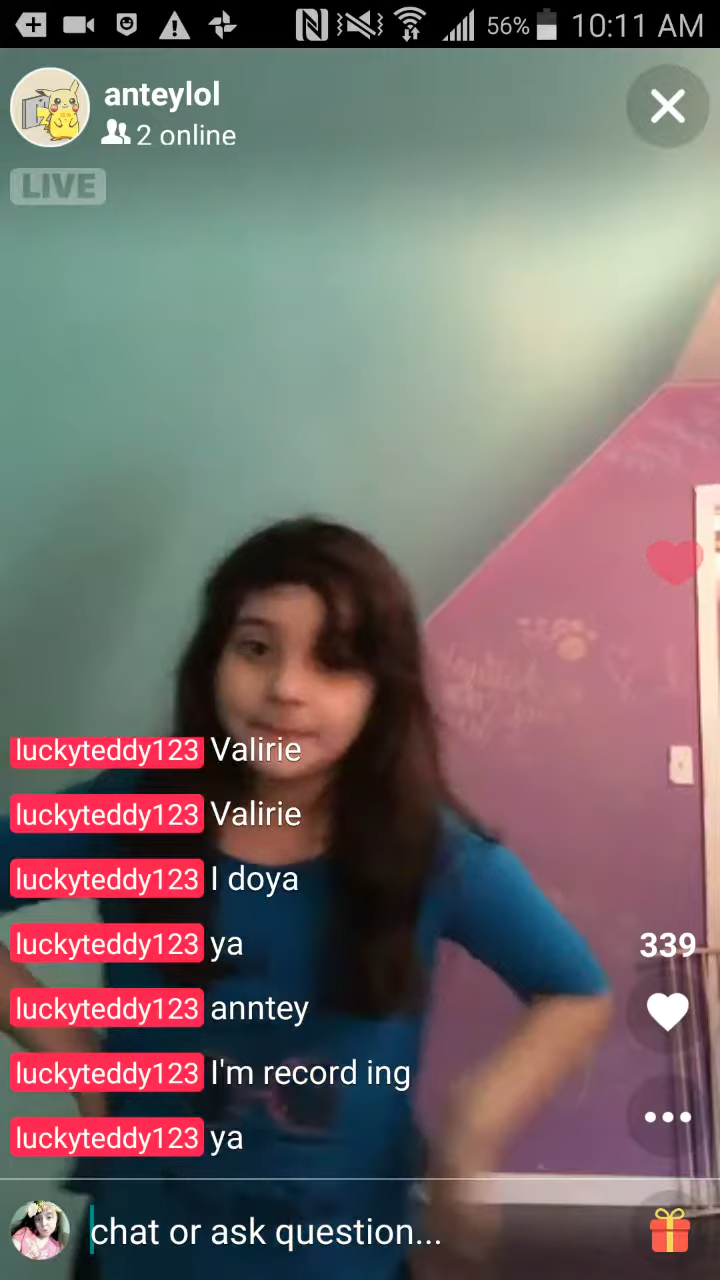 56% 10:11 AM
anteylol
2 online
LIVE
luckyteddy123 Valirie
luckyteddy123 Valirie
luckyteddy123 I doya
luckyteddy123 ya
339
luckyteddy123 anntey
luckyteddy123 I'm record ing
luckyteddy123 ya
chat or ask question...